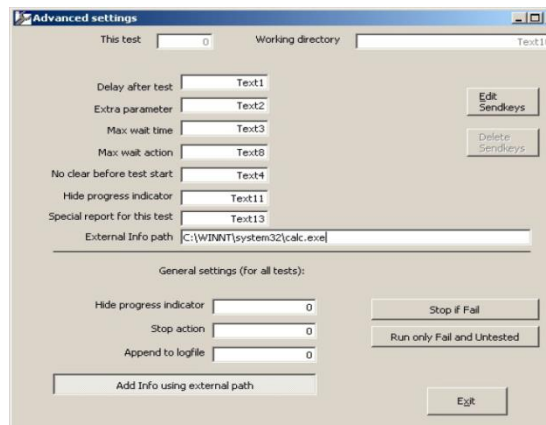 Advanced settings
This test 0 Working directory Text1
Delay after test Text1
Extra parameter Text2
Max wait time Text3
Max wait action Text8
No clear before test start Text4
Hide progress indicator Text11
Special report for this test Text13
External Info path C:\WINNT\system32\calc.exe
Edit
Sendkeys
Delete
Sendkeys
General settings (for all tests):
Hide progress indicator 0
Stop action 0
Append to logfile 0
Stop if Fail
Run only Fail and Untested
Add Info using external path
Exit